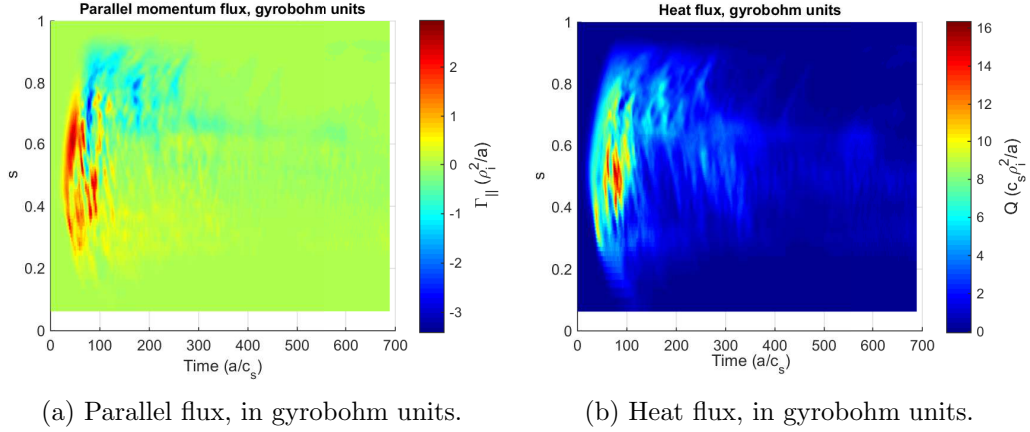 Parallel momentum flux, gyrobohm units
1
0.8
0.6
0.4
0.2
0
s
0 100 200 300 400 500 600 700
Time (a/c_s)
2
1
0
-1
-2
-3
Γ_|| (ρ_i^2/a)
(a) Parallel flux, in gyrobohm units.
Heat flux, gyrobohm units
1
0.8
0.6
0.4
0.2
0
s
0 100 200 300 400 500 600 700
Time (a/c_s)
16
14
12
10
8
6
4
2
0
Q (c_s ρ_i^2/a)
(b) Heat flux, in gyrobohm units.